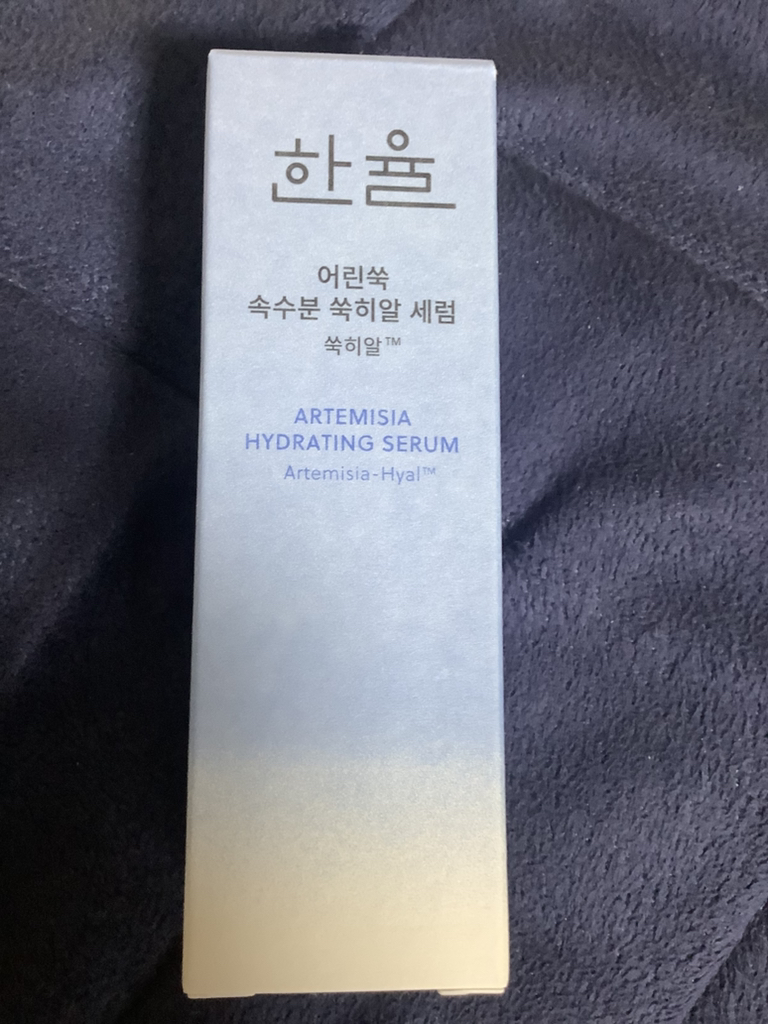 한율
어린쑥
속수분 쑥히알 세럼
쑥히알™
ARTEMISIA
HYDRATING SERUM
Artemisia-Hyal™